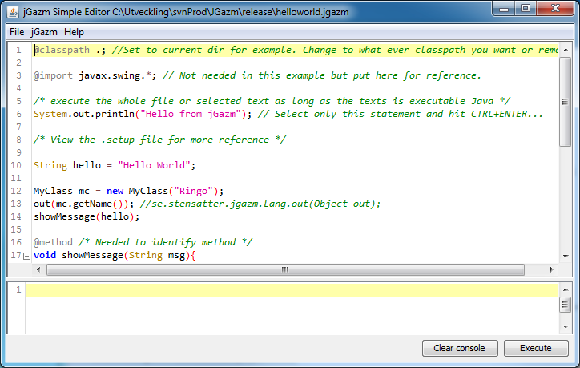 jGazm Simple Editor C:\Utveckling\svnProd\JGazm\release\helloworld.jgazm
File jGazm Help
1 @classpath .; //Set to current dir for example. Change to what ever classpath you want or remo
2
3 @import javax.swing.*; // Not needed in this example but put here for reference.
4
5 /* execute the whole file or selected text as long as the texts is executable Java */
6 System.out.println("Hello from jGazm"); // Select only this statement and hit CTRL+ENTER...
7
8 /* View the .setup file for more reference */
9
10 String hello = "Hello World";
11
12 MyClass mc = new MyClass("Ringo");
13 out(mc.getName()); //se.stensatter.jgazm.Lang.out(Object out);
14 showMessage(hello);
15
16 @method /* Needed to identify method */
17 void showMessage(String msg){
1
Clear console Execute